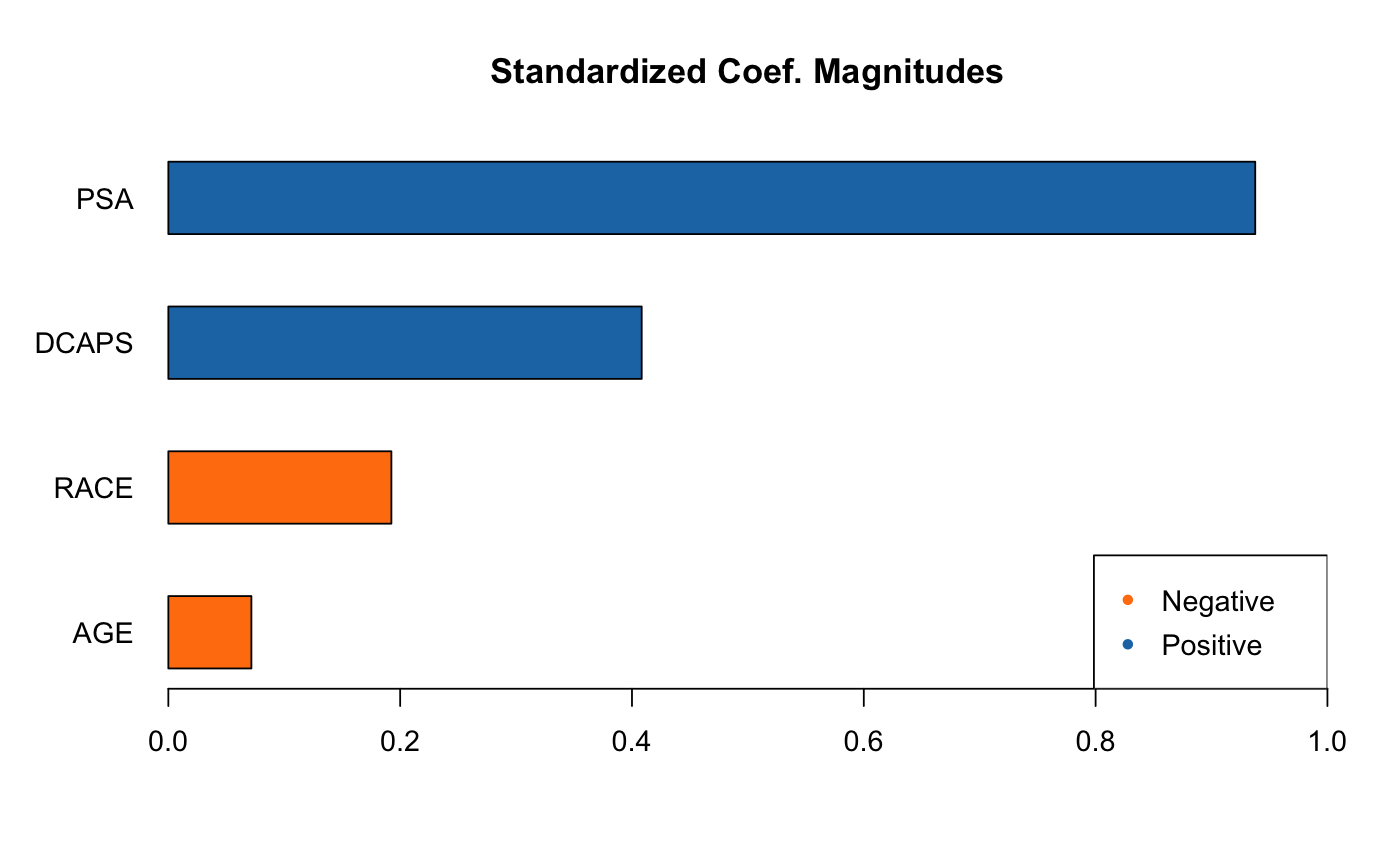 Standardized Coef. Magnitudes
PSA
DCAPS
RACE
AGE
Negative
Positive
0.0 0.2 0.4 0.6 0.8 1.0